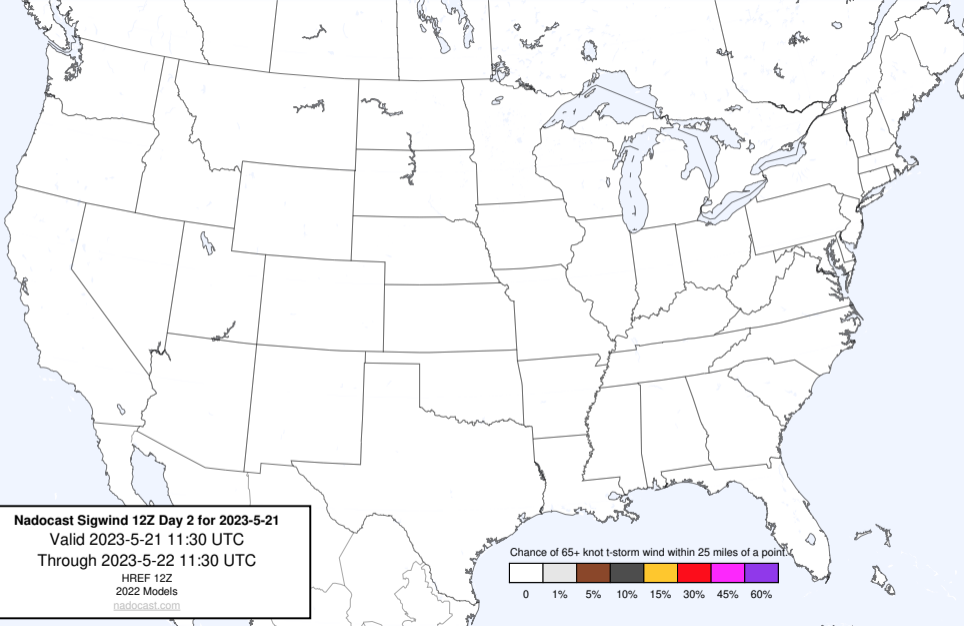 Nadocast Sigwind 12Z Day 2 for 2023-5-21
Valid 2023-5-21 11:30 UTC
Through 2023-5-22 11:30 UTC
HREF 12Z
2022 Models
nadocast.com
Chance of 65+ knot t-storm wind within 25 miles of a point.
0 1% 5% 10% 15% 30% 45% 60%